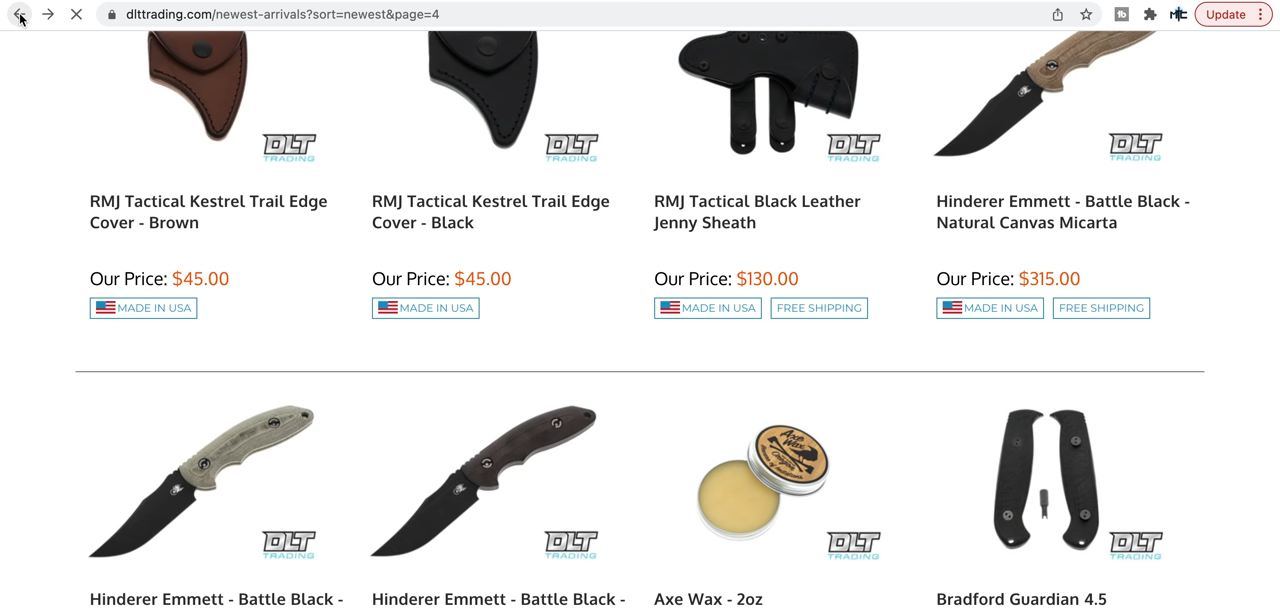 dlttrading.com/newest-arrivals?sort=newest&page=4
Update
DLT
TRADING
DLT
TRADING
DLT
TRADING
DLT
TRADING
RMJ Tactical Kestrel Trail Edge
Cover - Brown
RMJ Tactical Kestrel Trail Edge
Cover - Black
RMJ Tactical Black Leather
Jenny Sheath
Hinderer Emmett - Battle Black -
Natural Canvas Micarta
Our Price: $45.00
Our Price: $45.00
Our Price: $130.00
Our Price: $315.00
MADE IN USA
MADE IN USA
MADE IN USA
FREE SHIPPING
MADE IN USA
FREE SHIPPING
Axe Wax
Oregon
DLT
TRADING
DLT
TRADING
DLT
TRADING
DLT
TRADING
Hinderer Emmett - Battle Black -
Hinderer Emmett - Battle Black -
Axe Wax - 2oz
Bradford Guardian 4.5